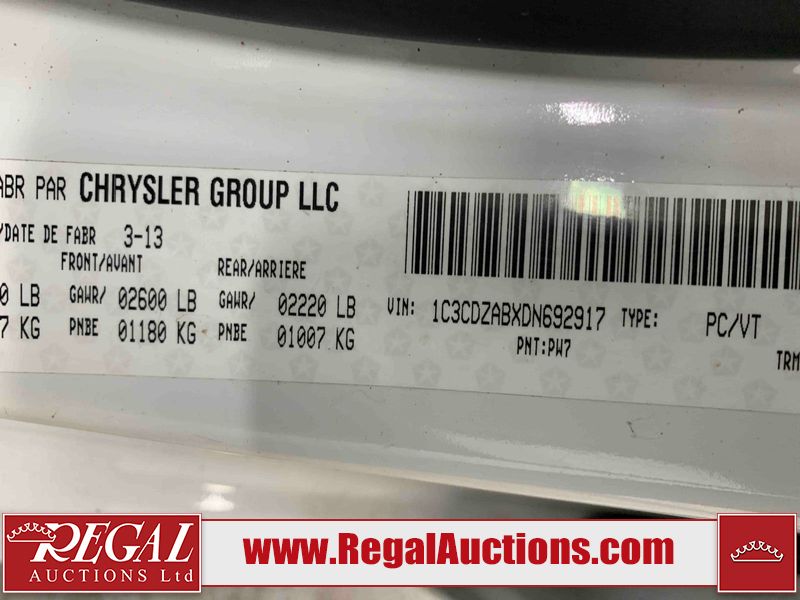 ABR PAR CHRYSLER GROUP LLC
/DATE DE FABR 3-13
FRONT/AVANT REAR/ARRIERE
0 LB GAWR/ 02600 LB GAWR/ 02220 LB VIN: 1C3CDZABXDN692917 TYPE: PC/VT
7 KG PNBE 01180 KG PNBE 01007 KG PNT:PW7
TRM
REGAL
AUCTIONS Ltd
www.RegalAuctions.com